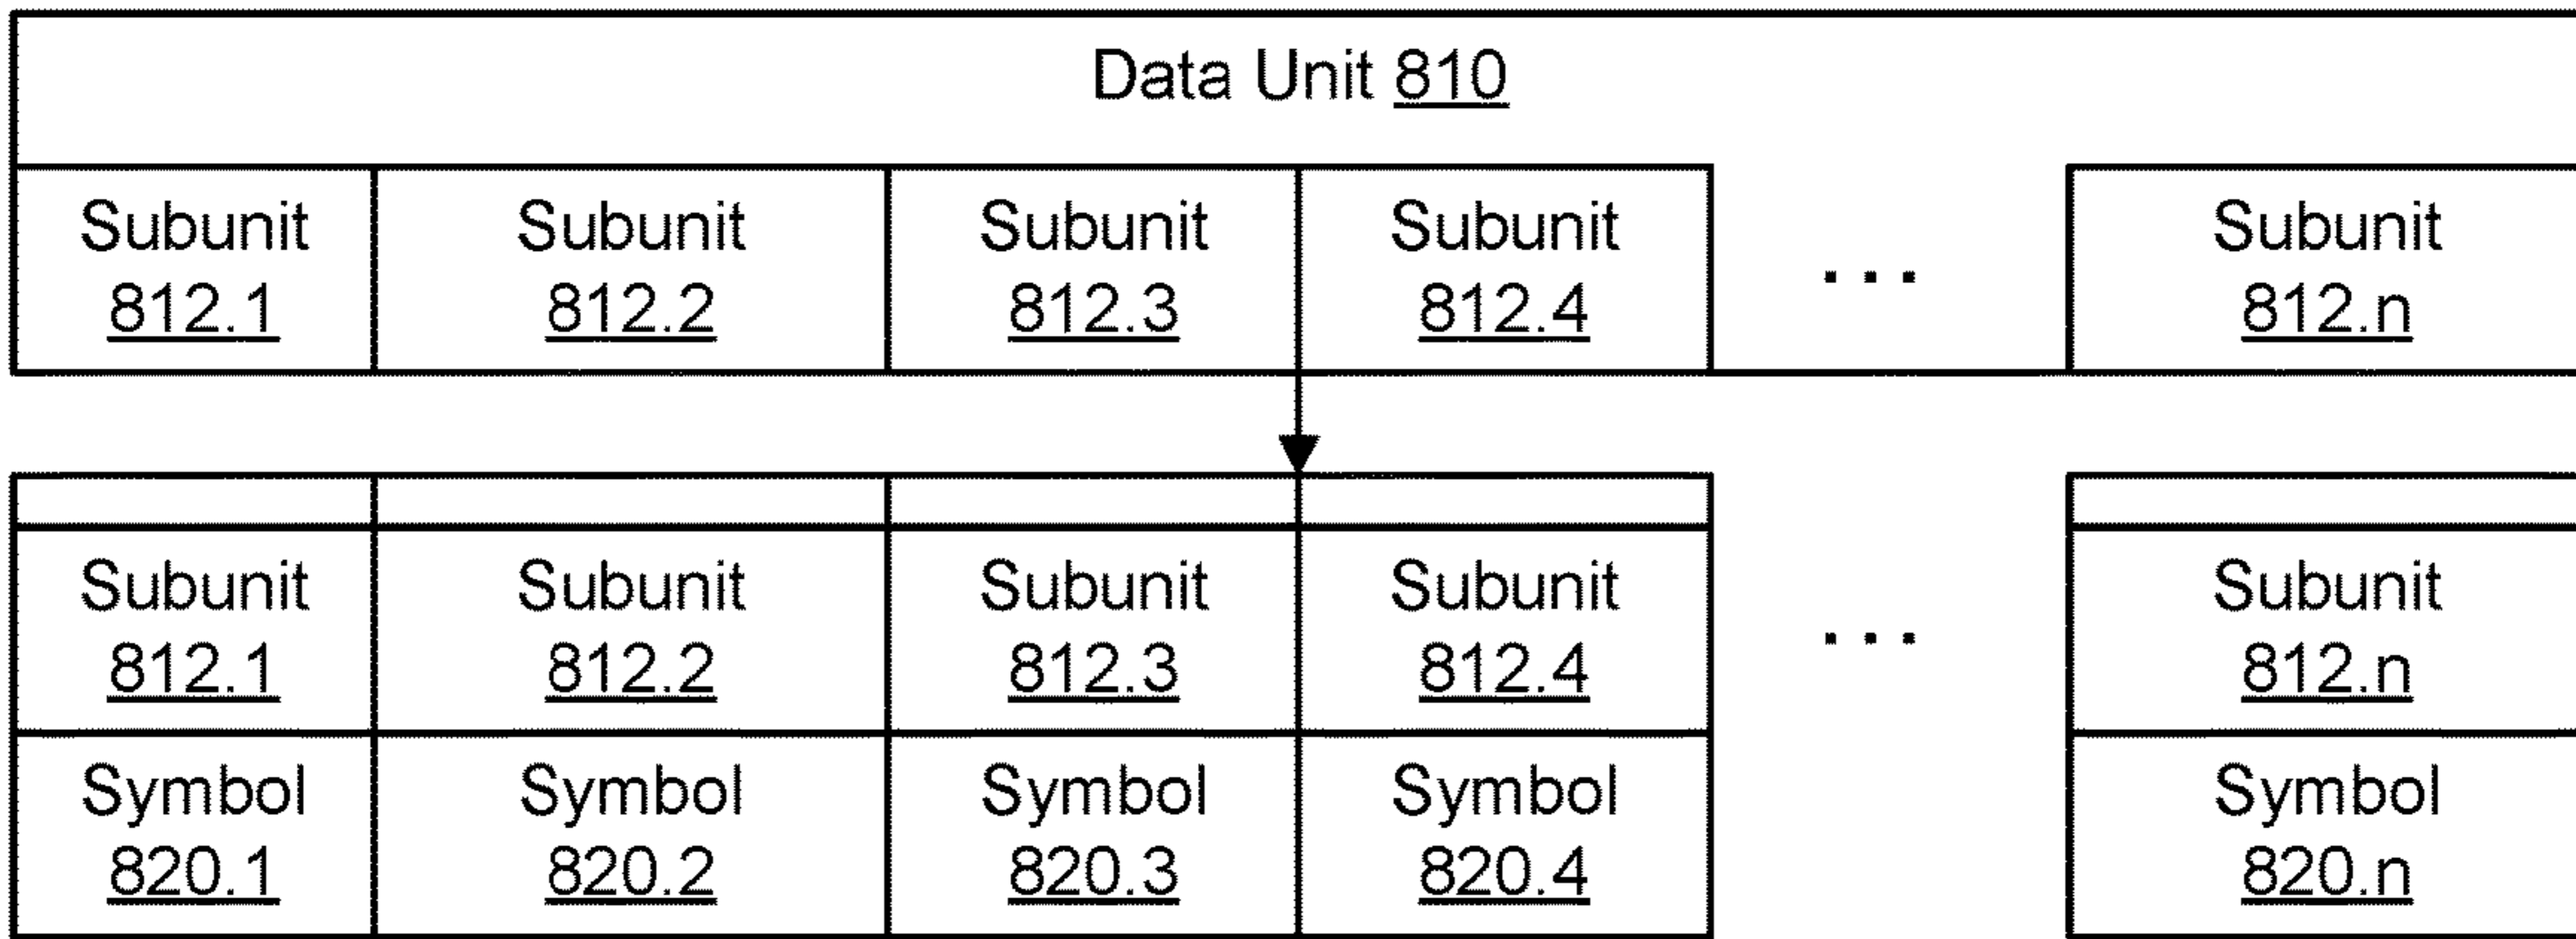 Data Unit 810
Subunit Subunit Subunit Subunit Subunit
812.1 812.2 812.3 812.4 ... 812.n
Subunit Subunit Subunit Subunit Subunit
812.1 812.2 812.3 812.4 ... 812.n
Symbol Symbol Symbol Symbol Symbol
820.1 820.2 820.3 820.4 820.n